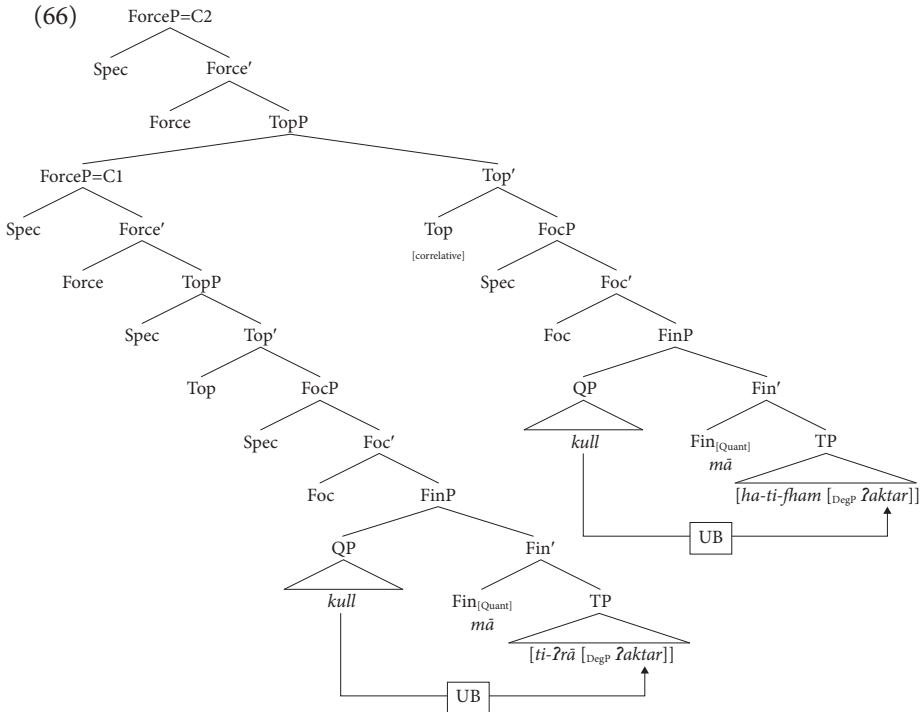 (66)
ForceP=C2
Spec Force′
Force TopP
ForceP=C1 Top′
Spec Force′ Top FocP
[correlative]
Force TopP Spec Foc′
Spec Top′ Foc FinP
Top FocP QP Fin′
Spec Foc′ kull Fin[Quant] TP
mā
Foc FinP [ha-ti-fham [DegP ʔaktar]]
UB
QP Fin′
kull Fin[Quant] TP
mā
[ti-ʔrā [DegP ʔaktar]]
UB